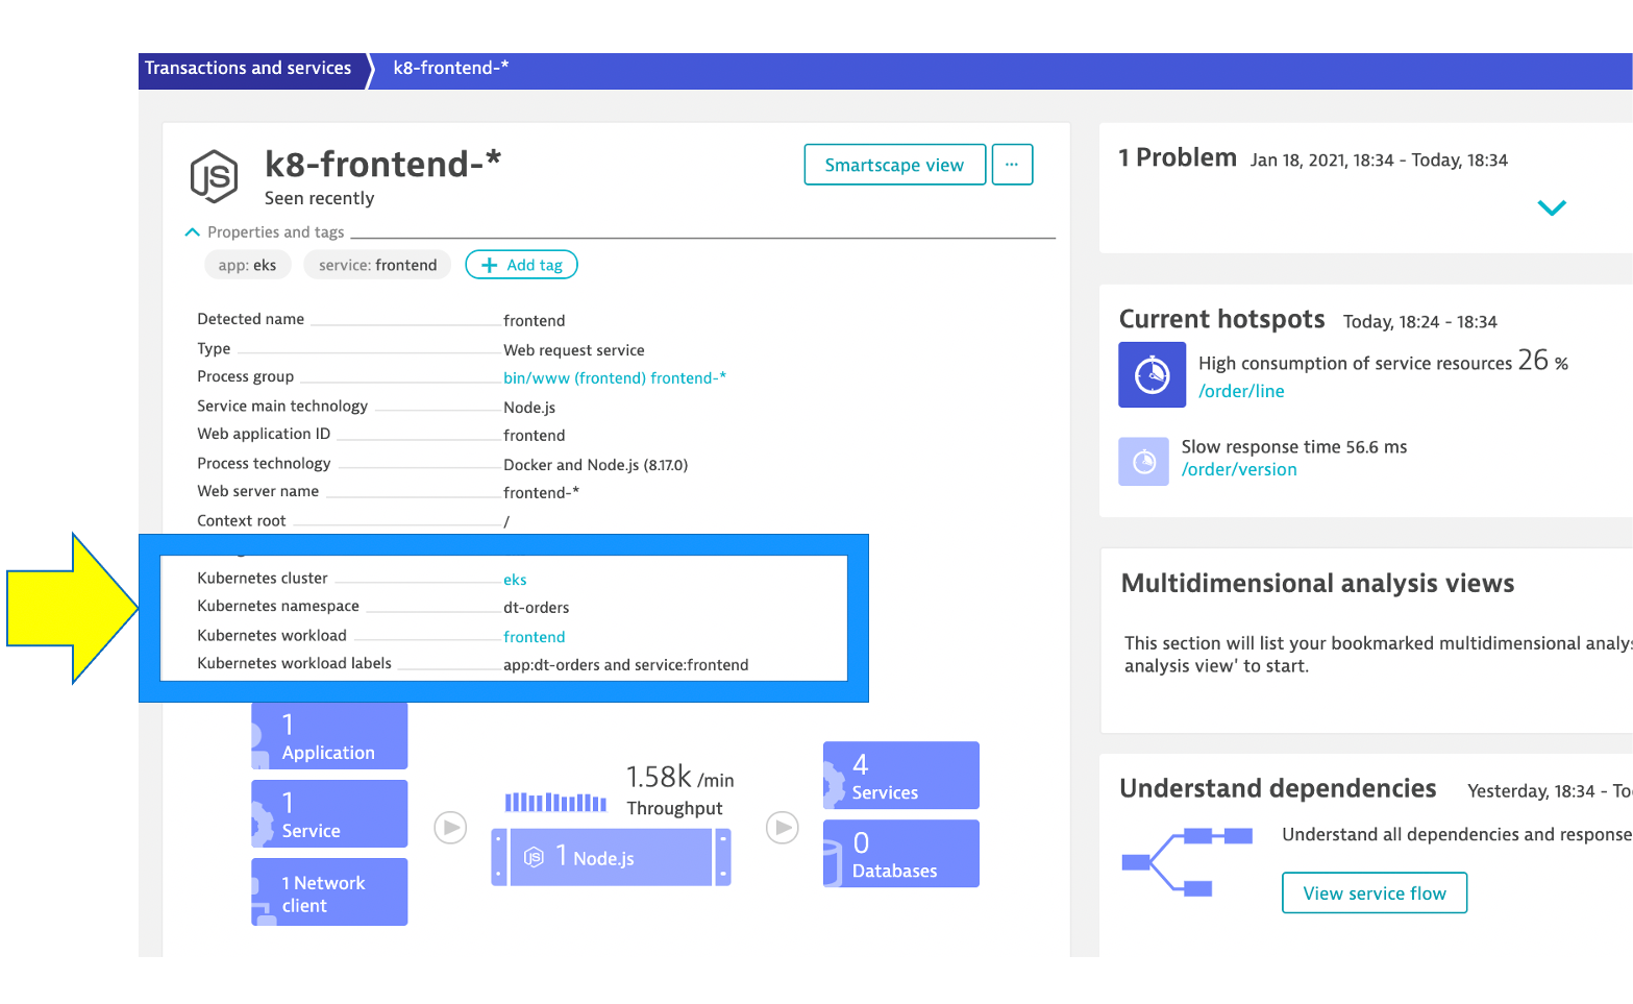 Transactions and services
k8-frontend-*
JS
k8-frontend-*
Seen recently
Smartscape view
...
Properties and tags
app: eks
service: frontend
+ Add tag
Detected name frontend
Type Web request service
Process group bin/www (frontend) frontend-*
Service main technology Node.js
Web application ID frontend
Process technology Docker and Node.js (8.17.0)
Web server name frontend-*
Context root /
Kubernetes cluster eks
Kubernetes namespace dt-orders
Kubernetes workload frontend
Kubernetes workload labels app:dt-orders and service:frontend
1
Application
1
Service
1 Network
client
1.58k /min
Throughput
JS 1 Node.js
4
Services
0
Databases
1 Problem Jan 18, 2021, 18:34 - Today, 18:34
Current hotspots Today, 18:24 - 18:34
High consumption of service resources 26 %
/order/line
Slow response time 56.6 ms
/order/version
Multidimensional analysis views
This section will list your bookmarked multidimensional
analysis view' to start.
Understand dependencies Yesterday, 18:34 -
Understand all dependencies and response
View service flow